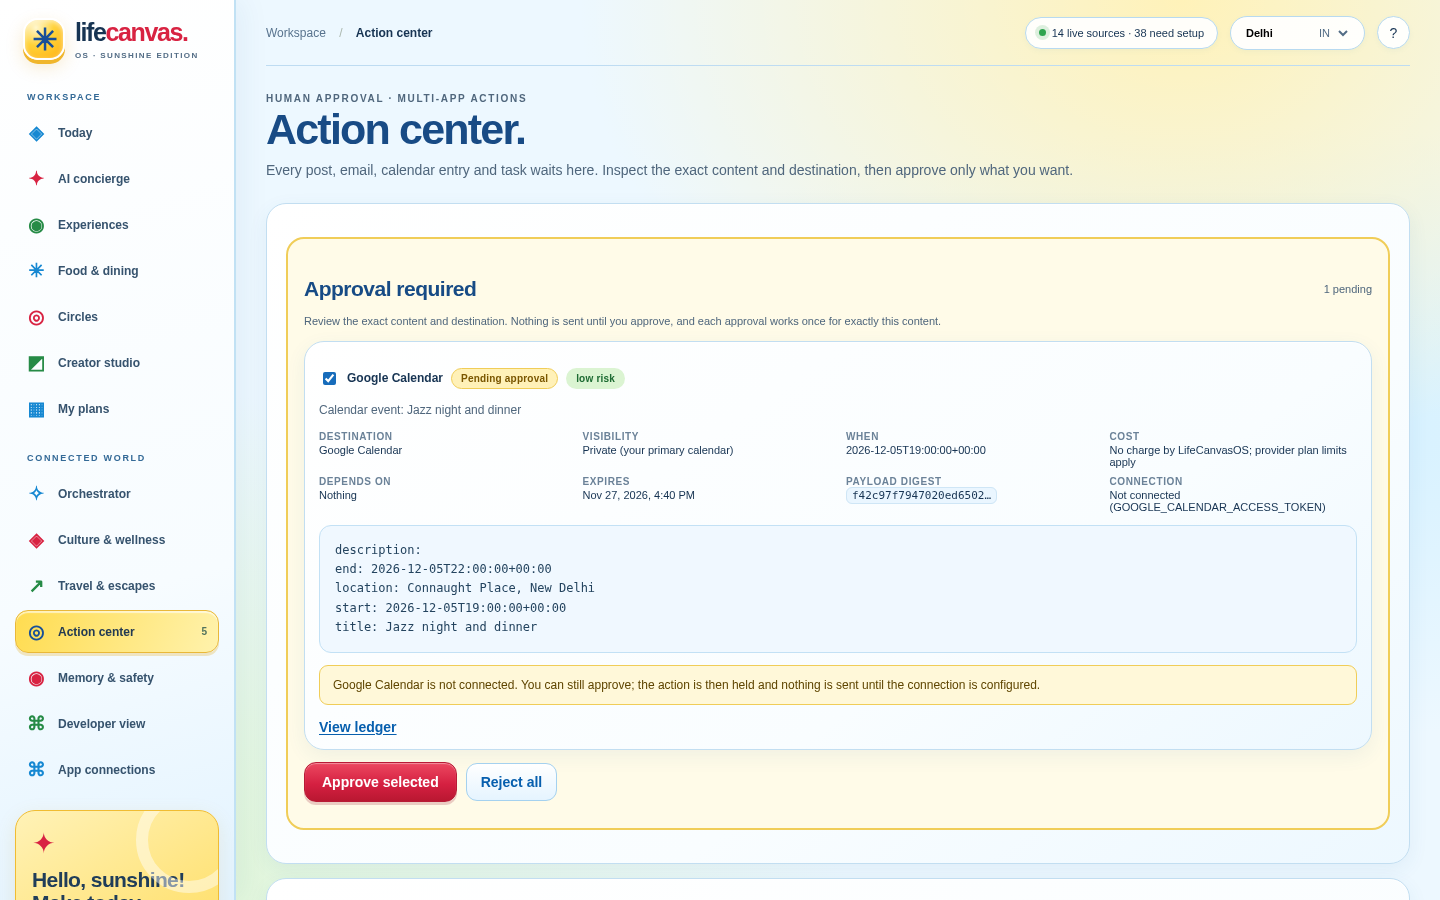 lifecanvas.
OS · SUNSHINE EDITION
WORKSPACE
Today
AI concierge
Experiences
Food & dining
Circles
Creator studio
My plans
CONNECTED WORLD
Orchestrator
Culture & wellness
Travel & escapes
Action center 5
Memory & safety
Developer view
App connections
Hello, sunshine!
Workspace / Action center
14 live sources · 38 need setup
Delhi IN
?
HUMAN APPROVAL · MULTI-APP ACTIONS
Action center.
Every post, email, calendar entry and task waits here. Inspect the exact content and destination, then approve only what you want.
Approval required
1 pending
Review the exact content and destination. Nothing is sent until you approve, and each approval works once for exactly this content.
Google Calendar Pending approval low risk
Calendar event: Jazz night and dinner
DESTINATION
Google Calendar
VISIBILITY
Private (your primary calendar)
WHEN
2026-12-05T19:00:00+00:00
COST
No charge by LifeCanvasOS; provider plan limits
apply
DEPENDS ON
Nothing
EXPIRES
Nov 27, 2026, 4:40 PM
PAYLOAD DIGEST
f42c97f7947020ed6502…
CONNECTION
Not connected
(GOOGLE_CALENDAR_ACCESS_TOKEN)
description:
end: 2026-12-05T22:00:00+00:00
location: Connaught Place, New Delhi
start: 2026-12-05T19:00:00+00:00
title: Jazz night and dinner
Google Calendar is not connected. You can still approve; the action is then held and nothing is sent until the connection is configured.
View ledger
Approve selected
Reject all